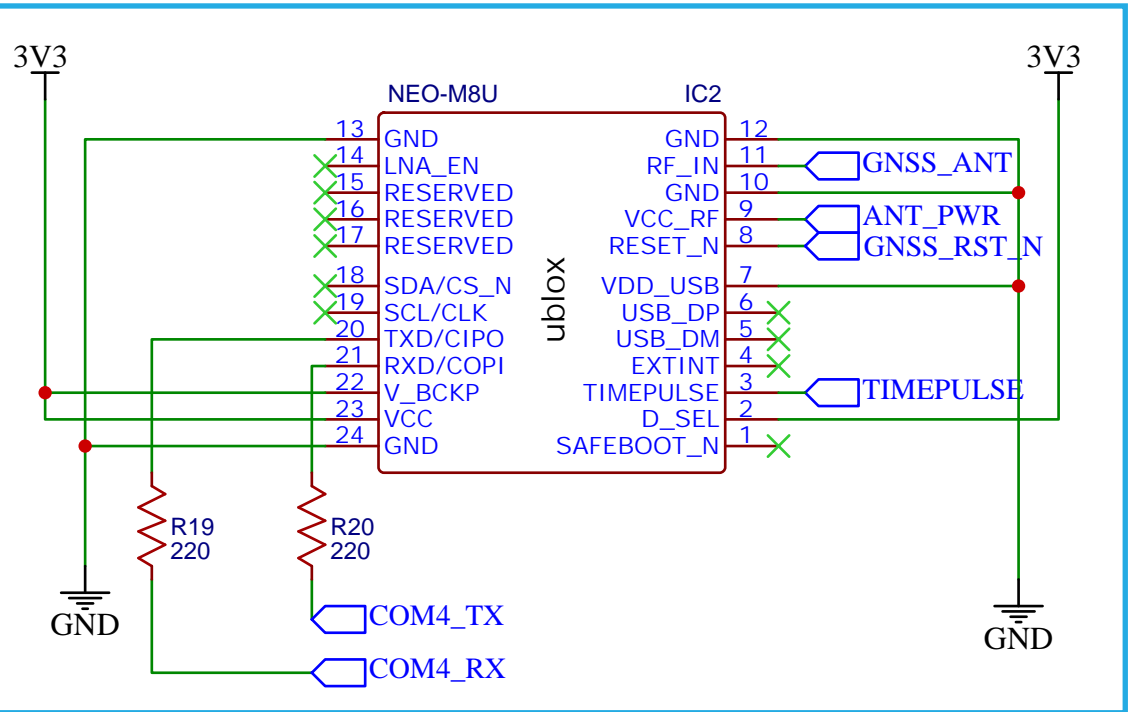 3V3
3V3
NEO-M8U
IC2
13 GND
14 LNA_EN
15 RESERVED
16 RESERVED
17 RESERVED
18 SDA/CS_N
19 SCL/CLK
20 TXD/CIPO
21 RXD/COPI
22 V_BCKP
23 VCC
24 GND
ublox
GND 12
RF_IN 11 GNSS_ANT
GND 10
VCC_RF 9 ANT_PWR
RESET_N 8 GNSS_RST_N
VDD_USB 7
USB_DP 6
USB_DM 5
EXTINT 4
TIMEPULSE 3 TIMEPULSE
D_SEL 2
SAFEBOOT_N 1
R19
220
R20
220
GND
COM4_TX
COM4_RX
GND